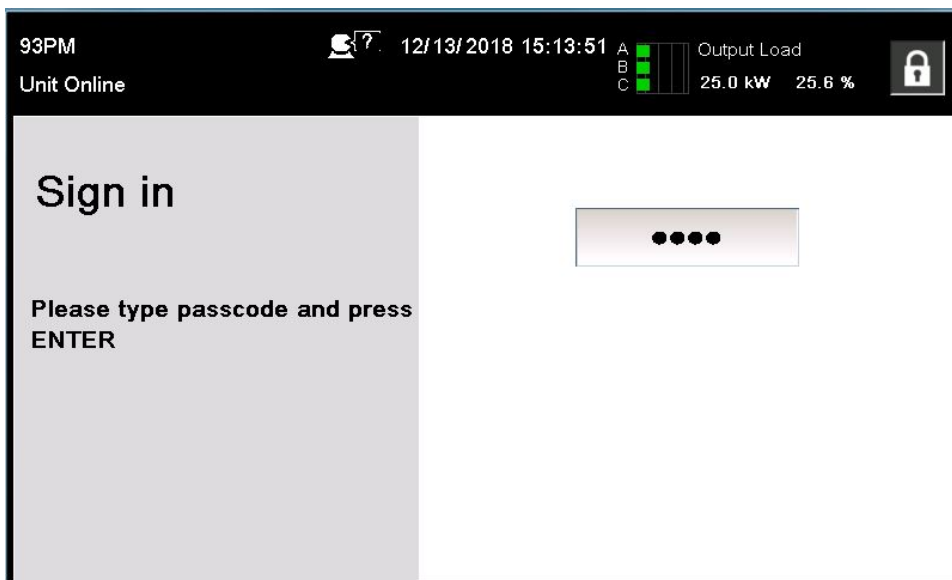 93PM
Unit Online
?
12/13/2018 15:13:51
A
B
C
Output Load
25.0 kW 25.6 %
Sign in
Please type passcode and press
ENTER
●●●●